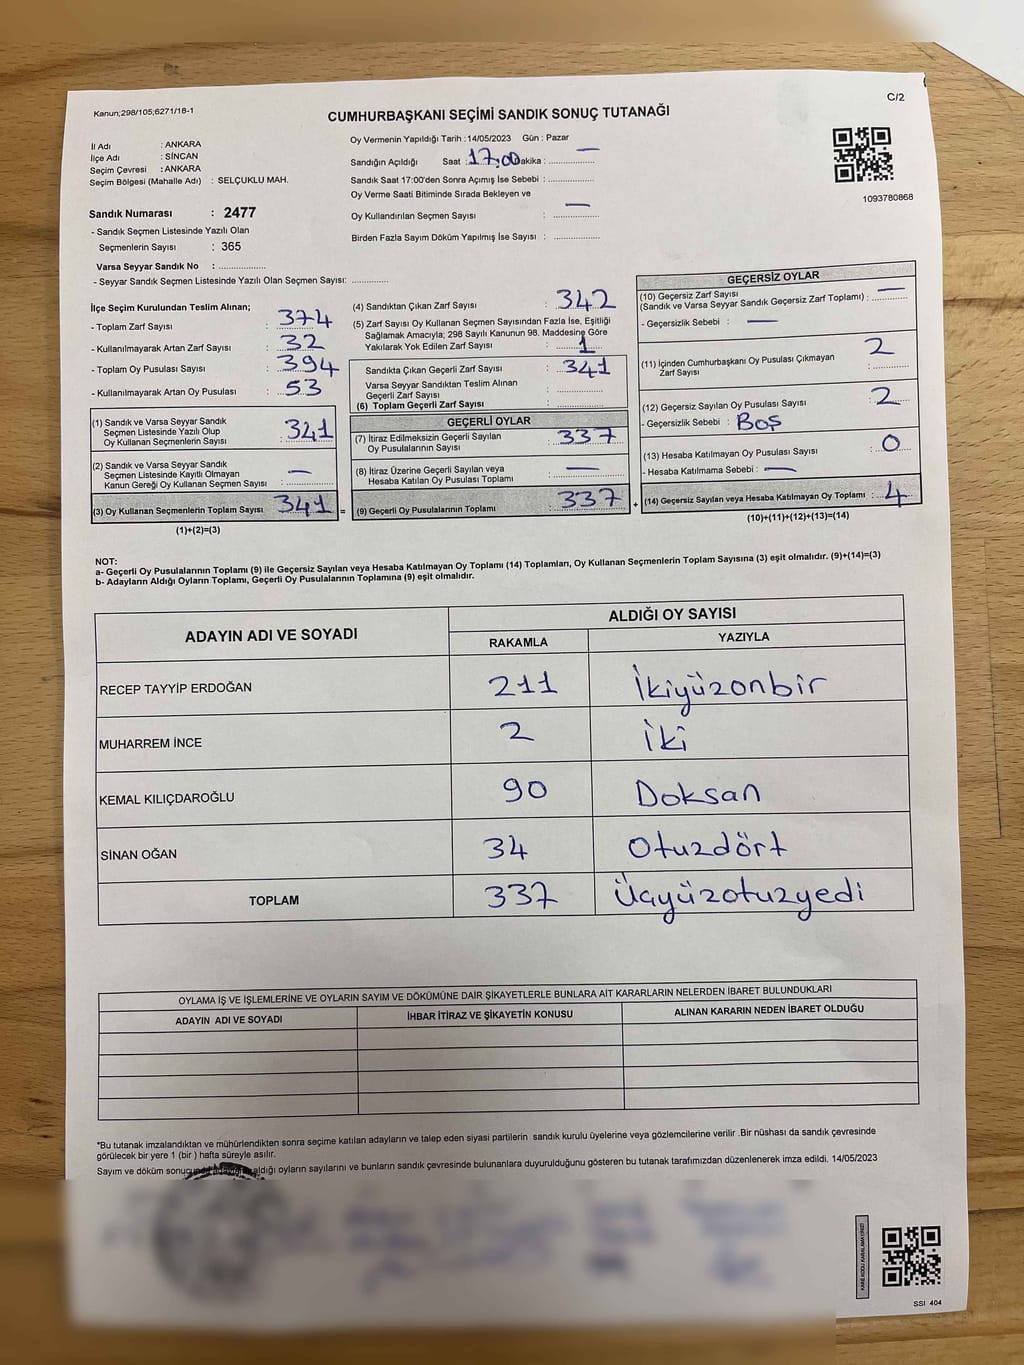 Kanun;298/105;6271/18-1
C/2
CUMHURBAŞKANI SEÇİMİ SANDIK SONUÇ TUTANAĞI
İl Adı : ANKARA
İlçe Adı : SİNCAN
Seçim Çevresi : ANKARA
Seçim Bölgesi (Mahalle Adı) : SELÇUKLU MAH.
Sandık Numarası : 2477
- Sandık Seçmen Listesinde Yazılı Olan
Seçmenlerin Sayısı : 365
Varsa Seyyar Sandık No : ...................
- Seyyar Sandık Seçmen Listesinde Yazılı Olan Seçmen Sayısı: ..............
Oy Vermenin Yapıldığı Tarih : 14/05/2023 Gün : Pazar
Sandığın Açıldığı Saat : 17.00 Dakika : — ..............
Sandık Saat 17:00'den Sonra Açımış İse Sebebi : ..............
Oy Verme Saati Bitiminde Sırada Bekleyen ve
Oy Kullandırılan Seçmen Sayısı : —
Birden Fazla Sayım Döküm Yapılmış İse Sayısı : ..............
1093780868
İlçe Seçim Kurulundan Teslim Alınan;
- Toplam Zarf Sayısı : 374
- Kullanılmayarak Artan Zarf Sayısı : 32
- Toplam Oy Pusulası Sayısı : 394
- Kullanılmayarak Artan Oy Pusulası : 53
(1) Sandık ve Varsa Seyyar Sandık
Seçmen Listesinde Yazılı Olup
Oy Kullanan Seçmenlerin Sayısı : 341
(2) Sandık ve Varsa Seyyar Sandık
Seçmen Listesinde Kayıtlı Olmayan
Kanun Gereği Oy Kullanan Seçmen Sayısı : —
(3) Oy Kullanan Seçmenlerin Toplam Sayısı : 341 =
(1)+(2)=(3)
(4) Sandıktan Çıkan Zarf Sayısı : 342
(5) Zarf Sayısı Oy Kullanan Seçmen Sayısından Fazla İse, Eşitliği
Sağlamak Amacıyla; 298 Sayılı Kanunun 98. Maddesine Göre
Yakılarak Yok Edilen Zarf Sayısı : 1
Sandıkta Çıkan Geçerli Zarf Sayısı : 341
Varsa Seyyar Sandıktan Teslim Alınan
Geçerli Zarf Sayısı : ..............
(6) Toplam Geçerli Zarf Sayısı : ..............
GEÇERLİ OYLAR
(7) İtiraz Edilmeksizin Geçerli Sayılan
Oy Pusulasının Sayısı : 337
(8) İtiraz Üzerine Geçerli Sayılan veya
Hesaba Katılan Oy Pusulası Toplamı : —
(9) Geçerli Oy Pusulalarının Toplamı : 337 +
GEÇERSİZ OYLAR
(10) Geçersiz Zarf Sayısı
(Sandık ve Varsa Seyyar Sandık Geçersiz Zarf Toplamı) : —
- Geçersizlik Sebebi : —
(11) İçinden Cumhurbaşkanı Oy Pusulası Çıkmayan
Zarf Sayısı : 2
(12) Geçersiz Sayılan Oy Pusulası Sayısı : 2
- Geçersizlik Sebebi : BOŞ
(13) Hesaba Katılmayan Oy Pusulası Sayısı : 0
- Hesaba Katılmama Sebebi : —
(14) Geçersiz Sayılan veya Hesaba Katılmayan Oy Toplamı : 4
(10)+(11)+(12)+(13)=(14)
NOT:
a- Geçerli Oy Pusulalarının Toplamı (9) ile Geçersiz Sayılan veya Hesaba Katılmayan Oy Toplamı (14) Toplamları, Oy Kullanan Seçmenlerin Toplam Sayısına (3) eşit olmalıdır. (9)+(14)=(3)
b- Adayların Aldığı Oyların Toplamı, Geçerli Oy Pusulalarının Toplamına (9) eşit olmalıdır.
ADAYIN ADI VE SOYADI
ALDIĞI OY SAYISI
RAKAMLA YAZIYLA
RECEP TAYYİP ERDOĞAN 211 İkiyüzonbir
MUHARREM İNCE 2 İki
KEMAL KILIÇDAROĞLU 90 Doksan
SİNAN OĞAN 34 Otuzdört
TOPLAM 337 Üçyüzotuzyedi
OYLAMA İŞ VE İŞLEMLERİNE VE OYLARIN SAYIM VE DÖKÜMÜNE DAİR ŞİKAYETLERLE BUNLARA AİT KARARLARIN NELERDEN İBARET BULUNDUKLARI
ADAYIN ADI VE SOYADI İHBAR İTİRAZ VE ŞİKAYETİN KONUSU ALINAN KARARIN NEDEN İBARET OLDUĞU
*Bu tutanak imzalandıktan ve mühürlendikten sonra seçime katılan adayların ve talep eden siyasi partilerin sandık kurulu üyelerine veya gözlemcilerine verilir .Bir nüshası da sandık çevresinde
görülecek bir yere 1 (bir ) hafta süreyle asılır.
Sayım ve döküm sonucunda adayların aldığı oyların sayılarını ve bunların sandık çevresinde bulunanlara duyurulduğunu gösteren bu tutanak tarafımızdan düzenlenerek imza edildi. 14/05/2023
KARE KODU KARALAMAYINIZ!
SSI 404